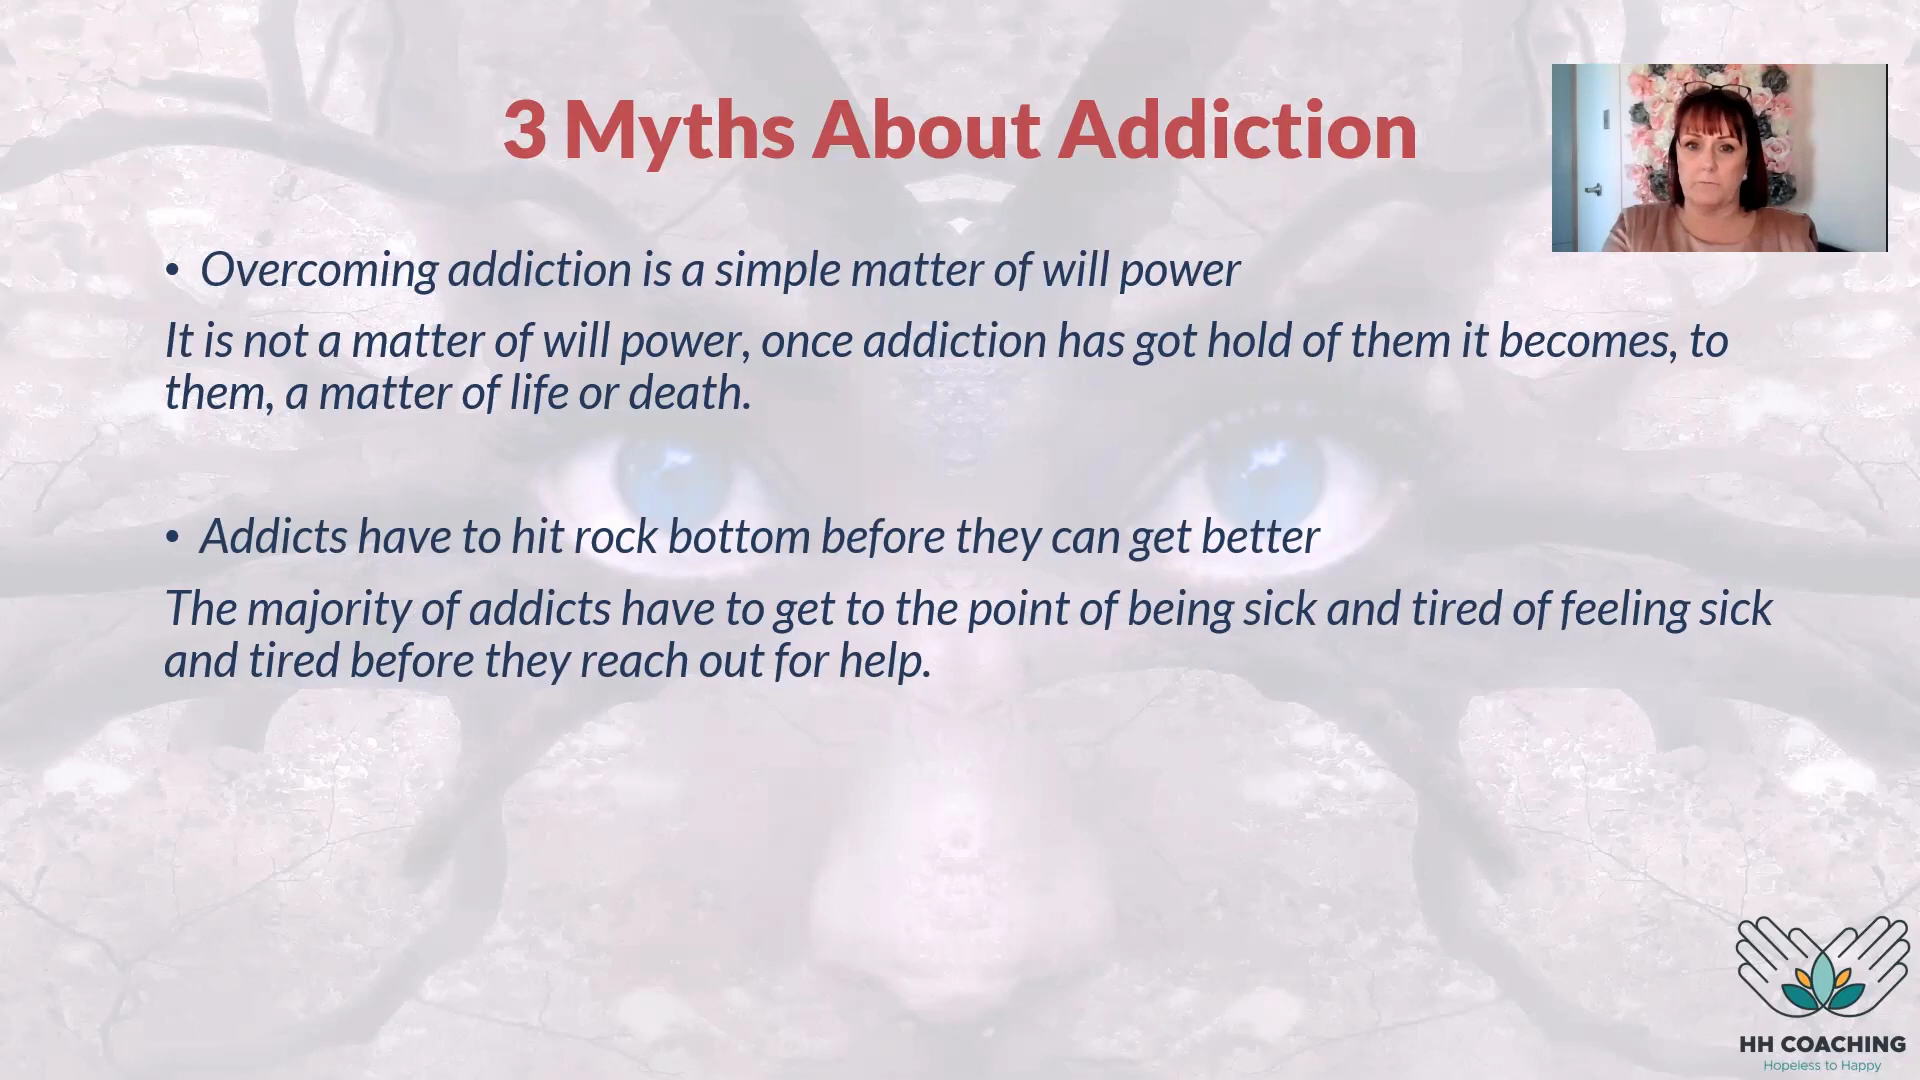 3 Myths About Addiction
• Overcoming addiction is a simple matter of will power
It is not a matter of will power, once addiction has got hold of them it becomes, to
them, a matter of life or death.
• Addicts have to hit rock bottom before they can get better
The majority of addicts have to get to the point of being sick and tired of feeling sick
and tired before they reach out for help.
HH COACHING
Hopeless to Happy